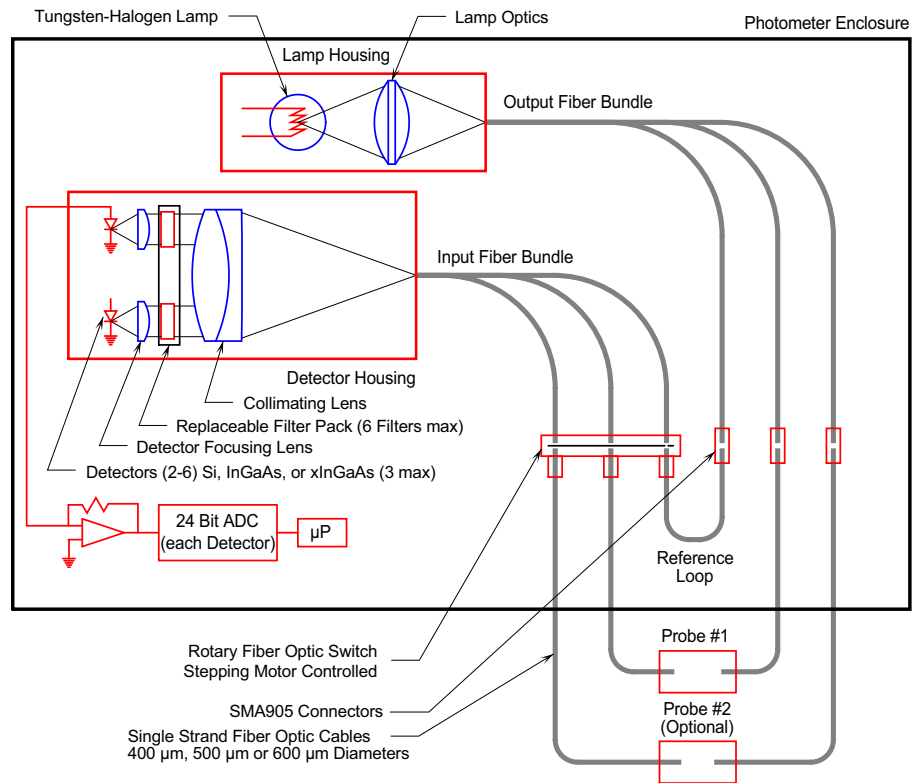 Tungsten-Halogen Lamp
Lamp Optics
Photometer Enclosure
Lamp Housing
Output Fiber Bundle
Input Fiber Bundle
Detector Housing
Collimating Lens
Replaceable Filter Pack (6 Filters max)
Detector Focusing Lens
Detectors (2-6) Si, InGaAs, or xInGaAs (3 max)
24 Bit ADC
(each Detector)
µP
Reference
Loop
Rotary Fiber Optic Switch
Stepping Motor Controlled
Probe #1
SMA905 Connectors
Probe #2
(Optional)
Single Strand Fiber Optic Cables
400 µm, 500 µm or 600 µm Diameters